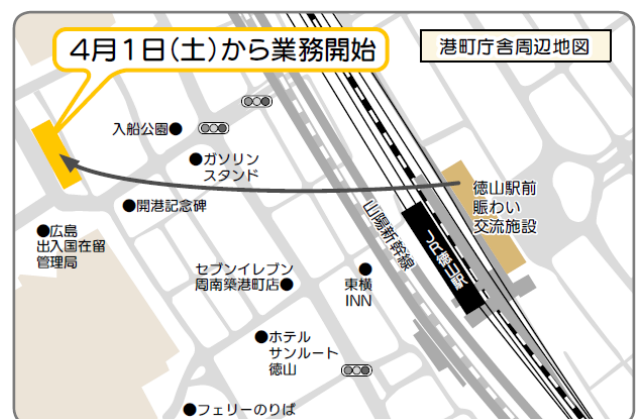 4月1日(土)から業務開始
港町庁舎周辺地図
入船公園●
●ガソリン
スタンド
●開港記念碑
●広島
出入国在留
管理局
徳山駅前
賑わい
交流施設
山陽新幹線
JR徳山駅
セブンイレブン
周南築港町店●
●
東横
INN
●ホテル
サンルート
徳山
●フェリーのりば